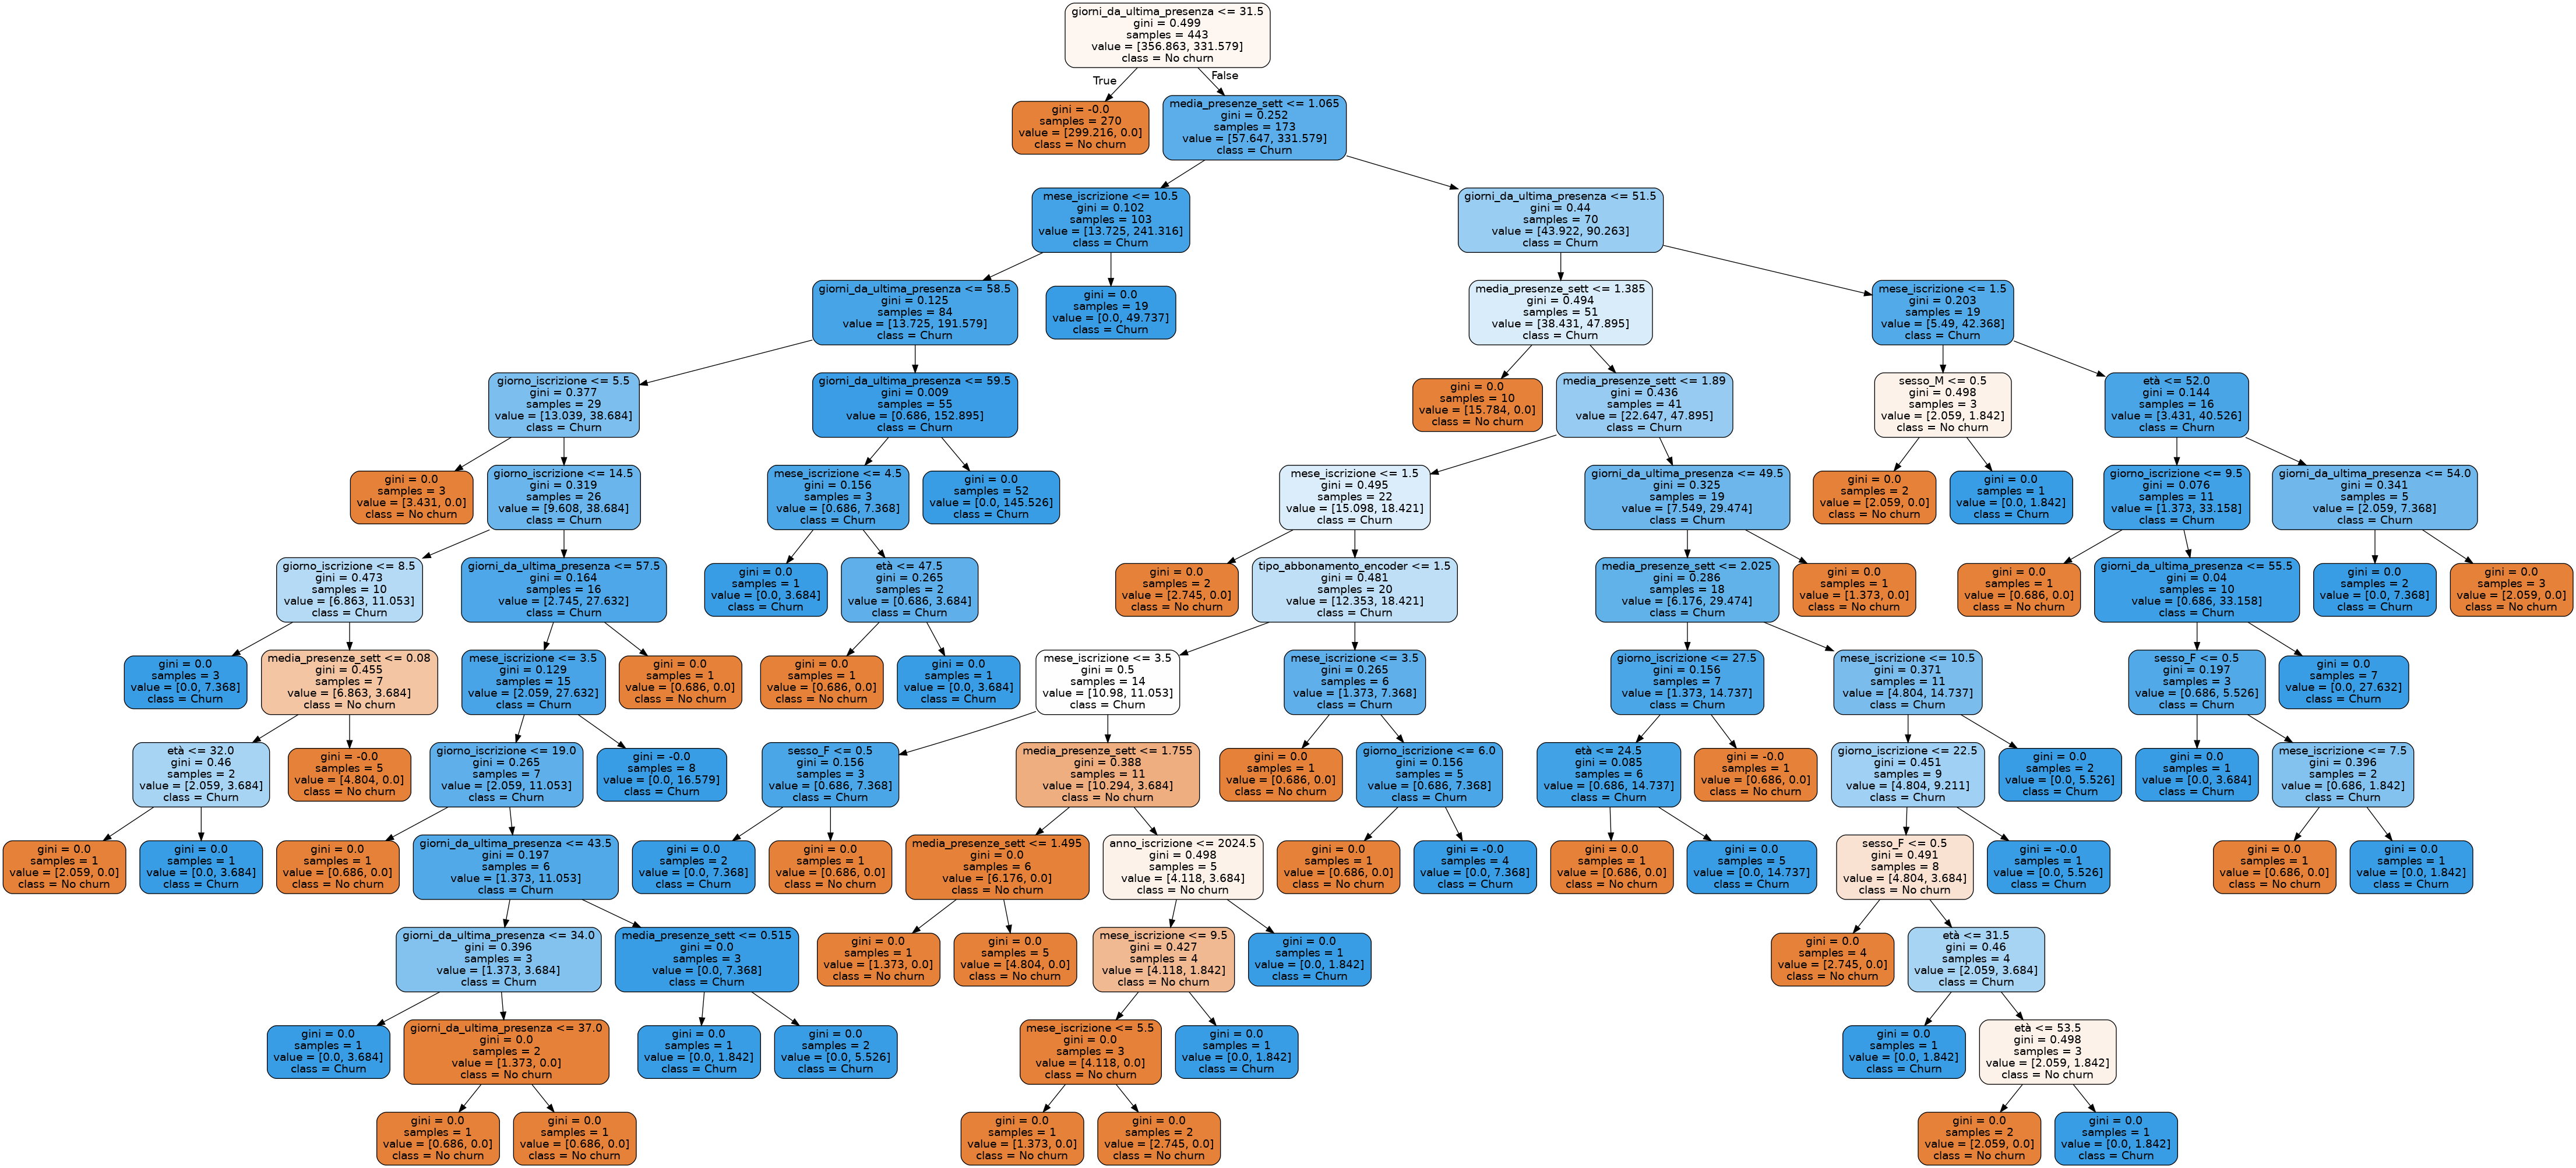 giorni_da_ultima_presenza <= 31.5
gini = 0.499
samples = 443
value = [356.863, 331.579]
class = No churn
True
False
gini = -0.0
samples = 270
value = [299.216, 0.0]
class = No churn
media_presenze_sett <= 1.065
gini = 0.252
samples = 173
value = [57.647, 331.579]
class = Churn
mese_iscrizione <= 10.5
gini = 0.102
samples = 103
value = [13.725, 241.316]
class = Churn
giorni_da_ultima_presenza <= 51.5
gini = 0.44
samples = 70
value = [43.922, 90.263]
class = Churn
giorni_da_ultima_presenza <= 58.5
gini = 0.125
samples = 84
value = [13.725, 191.579]
class = Churn
gini = 0.0
samples = 19
value = [0.0, 49.737]
class = Churn
media_presenze_sett <= 1.385
gini = 0.494
samples = 51
value = [38.431, 47.895]
class = Churn
mese_iscrizione <= 1.5
gini = 0.203
samples = 19
value = [5.49, 42.368]
class = Churn
giorno_iscrizione <= 5.5
gini = 0.377
samples = 29
value = [13.039, 38.684]
class = Churn
giorni_da_ultima_presenza <= 59.5
gini = 0.009
samples = 55
value = [0.686, 152.895]
class = Churn
gini = 0.0
samples = 10
value = [15.784, 0.0]
class = No churn
media_presenze_sett <= 1.89
gini = 0.436
samples = 41
value = [22.647, 47.895]
class = Churn
sesso_M <= 0.5
gini = 0.498
samples = 3
value = [2.059, 1.842]
class = No churn
età <= 52.0
gini = 0.144
samples = 16
value = [3.431, 40.526]
class = Churn
gini = 0.0
samples = 3
value = [3.431, 0.0]
class = No churn
giorno_iscrizione <= 14.5
gini = 0.319
samples = 26
value = [9.608, 38.684]
class = Churn
mese_iscrizione <= 4.5
gini = 0.156
samples = 3
value = [0.686, 7.368]
class = Churn
gini = 0.0
samples = 52
value = [0.0, 145.526]
class = Churn
mese_iscrizione <= 1.5
gini = 0.495
samples = 22
value = [15.098, 18.421]
class = Churn
giorni_da_ultima_presenza <= 49.5
gini = 0.325
samples = 19
value = [7.549, 29.474]
class = Churn
gini = 0.0
samples = 2
value = [2.059, 0.0]
class = No churn
gini = 0.0
samples = 1
value = [0.0, 1.842]
class = Churn
giorno_iscrizione <= 9.5
gini = 0.076
samples = 11
value = [1.373, 33.158]
class = Churn
giorni_da_ultima_presenza <= 54.0
gini = 0.341
samples = 5
value = [2.059, 7.368]
class = Churn
giorno_iscrizione <= 8.5
gini = 0.473
samples = 10
value = [6.863, 11.053]
class = Churn
giorni_da_ultima_presenza <= 57.5
gini = 0.164
samples = 16
value = [2.745, 27.632]
class = Churn
gini = 0.0
samples = 1
value = [0.0, 3.684]
class = Churn
età <= 47.5
gini = 0.265
samples = 2
value = [0.686, 3.684]
class = Churn
gini = 0.0
samples = 2
value = [2.745, 0.0]
class = No churn
tipo_abbonamento_encoder <= 1.5
gini = 0.481
samples = 20
value = [12.353, 18.421]
class = Churn
media_presenze_sett <= 2.025
gini = 0.286
samples = 18
value = [6.176, 29.474]
class = Churn
gini = 0.0
samples = 1
value = [1.373, 0.0]
class = No churn
gini = 0.0
samples = 1
value = [0.686, 0.0]
class = No churn
giorni_da_ultima_presenza <= 55.5
gini = 0.04
samples = 10
value = [0.686, 33.158]
class = Churn
gini = 0.0
samples = 2
value = [0.0, 7.368]
class = Churn
gini = 0.0
samples = 3
value = [2.059, 0.0]
class = No churn
gini = 0.0
samples = 3
value = [0.0, 7.368]
class = Churn
media_presenze_sett <= 0.08
gini = 0.455
samples = 7
value = [6.863, 3.684]
class = No churn
mese_iscrizione <= 3.5
gini = 0.129
samples = 15
value = [2.059, 27.632]
class = Churn
gini = 0.0
samples = 1
value = [0.686, 0.0]
class = No churn
gini = 0.0
samples = 1
value = [0.686, 0.0]
class = No churn
gini = 0.0
samples = 1
value = [0.0, 3.684]
class = Churn
mese_iscrizione <= 3.5
gini = 0.5
samples = 14
value = [10.98, 11.053]
class = Churn
mese_iscrizione <= 3.5
gini = 0.265
samples = 6
value = [1.373, 7.368]
class = Churn
giorno_iscrizione <= 27.5
gini = 0.156
samples = 7
value = [1.373, 14.737]
class = Churn
mese_iscrizione <= 10.5
gini = 0.371
samples = 11
value = [4.804, 14.737]
class = Churn
sesso_F <= 0.5
gini = 0.197
samples = 3
value = [0.686, 5.526]
class = Churn
gini = 0.0
samples = 7
value = [0.0, 27.632]
class = Churn
età <= 32.0
gini = 0.46
samples = 2
value = [2.059, 3.684]
class = Churn
gini = -0.0
samples = 5
value = [4.804, 0.0]
class = No churn
giorno_iscrizione <= 19.0
gini = 0.265
samples = 7
value = [2.059, 11.053]
class = Churn
gini = -0.0
samples = 8
value = [0.0, 16.579]
class = Churn
sesso_F <= 0.5
gini = 0.156
samples = 3
value = [0.686, 7.368]
class = Churn
media_presenze_sett <= 1.755
gini = 0.388
samples = 11
value = [10.294, 3.684]
class = No churn
gini = 0.0
samples = 1
value = [0.686, 0.0]
class = No churn
giorno_iscrizione <= 6.0
gini = 0.156
samples = 5
value = [0.686, 7.368]
class = Churn
età <= 24.5
gini = 0.085
samples = 6
value = [0.686, 14.737]
class = Churn
gini = -0.0
samples = 1
value = [0.686, 0.0]
class = No churn
giorno_iscrizione <= 22.5
gini = 0.451
samples = 9
value = [4.804, 9.211]
class = Churn
gini = 0.0
samples = 2
value = [0.0, 5.526]
class = Churn
gini = 0.0
samples = 1
value = [0.0, 3.684]
class = Churn
mese_iscrizione <= 7.5
gini = 0.396
samples = 2
value = [0.686, 1.842]
class = Churn
gini = 0.0
samples = 1
value = [2.059, 0.0]
class = No churn
gini = 0.0
samples = 1
value = [0.0, 3.684]
class = Churn
gini = 0.0
samples = 1
value = [0.686, 0.0]
class = No churn
giorni_da_ultima_presenza <= 43.5
gini = 0.197
samples = 6
value = [1.373, 11.053]
class = Churn
gini = 0.0
samples = 2
value = [0.0, 7.368]
class = Churn
gini = 0.0
samples = 1
value = [0.686, 0.0]
class = No churn
media_presenze_sett <= 1.495
gini = 0.0
samples = 6
value = [6.176, 0.0]
class = No churn
anno_iscrizione <= 2024.5
gini = 0.498
samples = 5
value = [4.118, 3.684]
class = No churn
gini = 0.0
samples = 1
value = [0.686, 0.0]
class = No churn
gini = -0.0
samples = 4
value = [0.0, 7.368]
class = Churn
gini = 0.0
samples = 1
value = [0.686, 0.0]
class = No churn
gini = 0.0
samples = 5
value = [0.0, 14.737]
class = Churn
sesso_F <= 0.5
gini = 0.491
samples = 8
value = [4.804, 3.684]
class = No churn
gini = -0.0
samples = 1
value = [0.0, 5.526]
class = Churn
gini = 0.0
samples = 1
value = [0.686, 0.0]
class = No churn
gini = 0.0
samples = 1
value = [0.0, 1.842]
class = Churn
giorni_da_ultima_presenza <= 34.0
gini = 0.396
samples = 3
value = [1.373, 3.684]
class = Churn
media_presenze_sett <= 0.515
gini = 0.0
samples = 3
value = [0.0, 7.368]
class = Churn
gini = 0.0
samples = 1
value = [1.373, 0.0]
class = No churn
gini = 0.0
samples = 5
value = [4.804, 0.0]
class = No churn
mese_iscrizione <= 9.5
gini = 0.427
samples = 4
value = [4.118, 1.842]
class = No churn
gini = 0.0
samples = 1
value = [0.0, 1.842]
class = Churn
gini = 0.0
samples = 4
value = [2.745, 0.0]
class = No churn
età <= 31.5
gini = 0.46
samples = 4
value = [2.059, 3.684]
class = Churn
gini = 0.0
samples = 1
value = [0.0, 3.684]
class = Churn
giorni_da_ultima_presenza <= 37.0
gini = 0.0
samples = 2
value = [1.373, 0.0]
class = No churn
gini = 0.0
samples = 1
value = [0.0, 1.842]
class = Churn
gini = 0.0
samples = 2
value = [0.0, 5.526]
class = Churn
mese_iscrizione <= 5.5
gini = 0.0
samples = 3
value = [4.118, 0.0]
class = No churn
gini = 0.0
samples = 1
value = [0.0, 1.842]
class = Churn
gini = 0.0
samples = 1
value = [0.0, 1.842]
class = Churn
età <= 53.5
gini = 0.498
samples = 3
value = [2.059, 1.842]
class = No churn
gini = 0.0
samples = 1
value = [0.686, 0.0]
class = No churn
gini = 0.0
samples = 1
value = [0.686, 0.0]
class = No churn
gini = 0.0
samples = 1
value = [1.373, 0.0]
class = No churn
gini = 0.0
samples = 2
value = [2.745, 0.0]
class = No churn
gini = 0.0
samples = 2
value = [2.059, 0.0]
class = No churn
gini = 0.0
samples = 1
value = [0.0, 1.842]
class = Churn